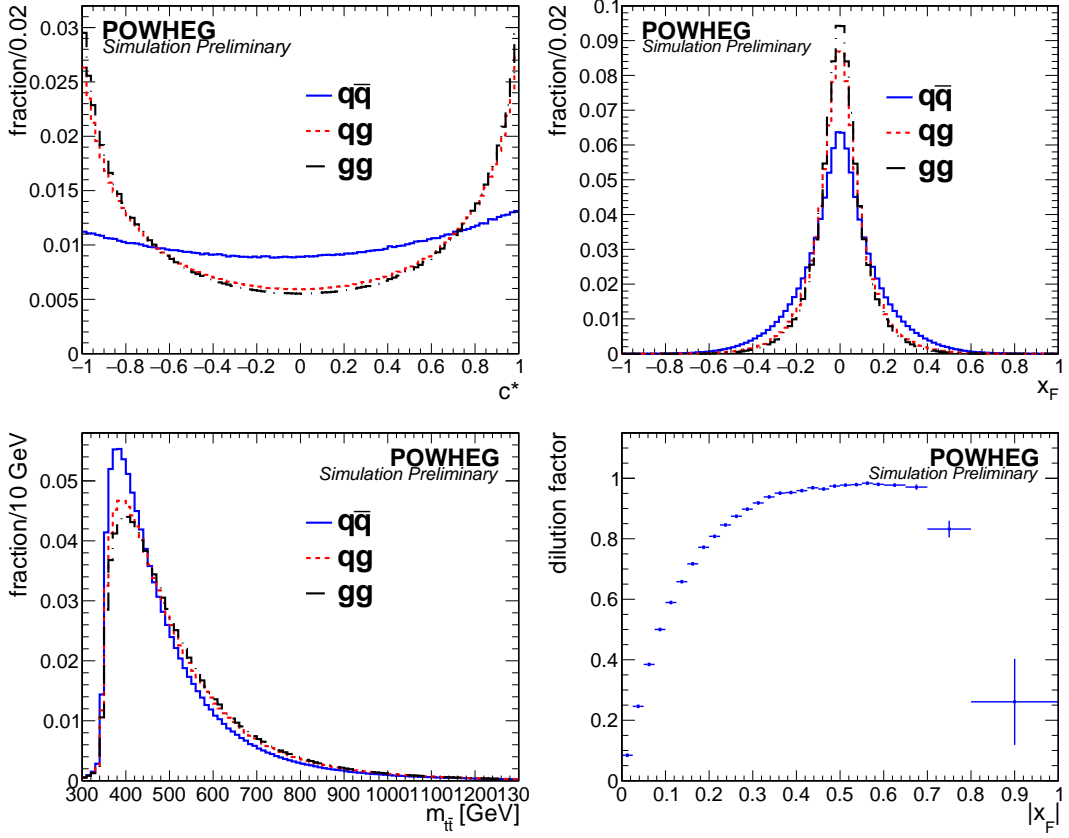 POWHEG
Simulation Preliminary
fraction/0.02
0.03
0.025
0.02
0.015
0.01
0.005
0
qq̅
qg
gg
−1 −0.8 −0.6 −0.4 −0.2 0 0.2 0.4 0.6 0.8 1
c*
POWHEG
Simulation Preliminary
fraction/0.02
0.1
0.09
0.08
0.07
0.06
0.05
0.04
0.03
0.02
0.01
0
qq̅
qg
gg
−1 −0.8 −0.6 −0.4 −0.2 0 0.2 0.4 0.6 0.8 1
x_F
POWHEG
Simulation Preliminary
fraction/10 GeV
0.05
0.04
0.03
0.02
0.01
0
qq̅
qg
gg
300 400 500 600 700 800 900 1000 1100 1200 130
m_tt̅ [GeV]
POWHEG
Simulation Preliminary
dilution factor
1
0.8
0.6
0.4
0.2
0
0 0.1 0.2 0.3 0.4 0.5 0.6 0.7 0.8 0.9 1
|x_F|